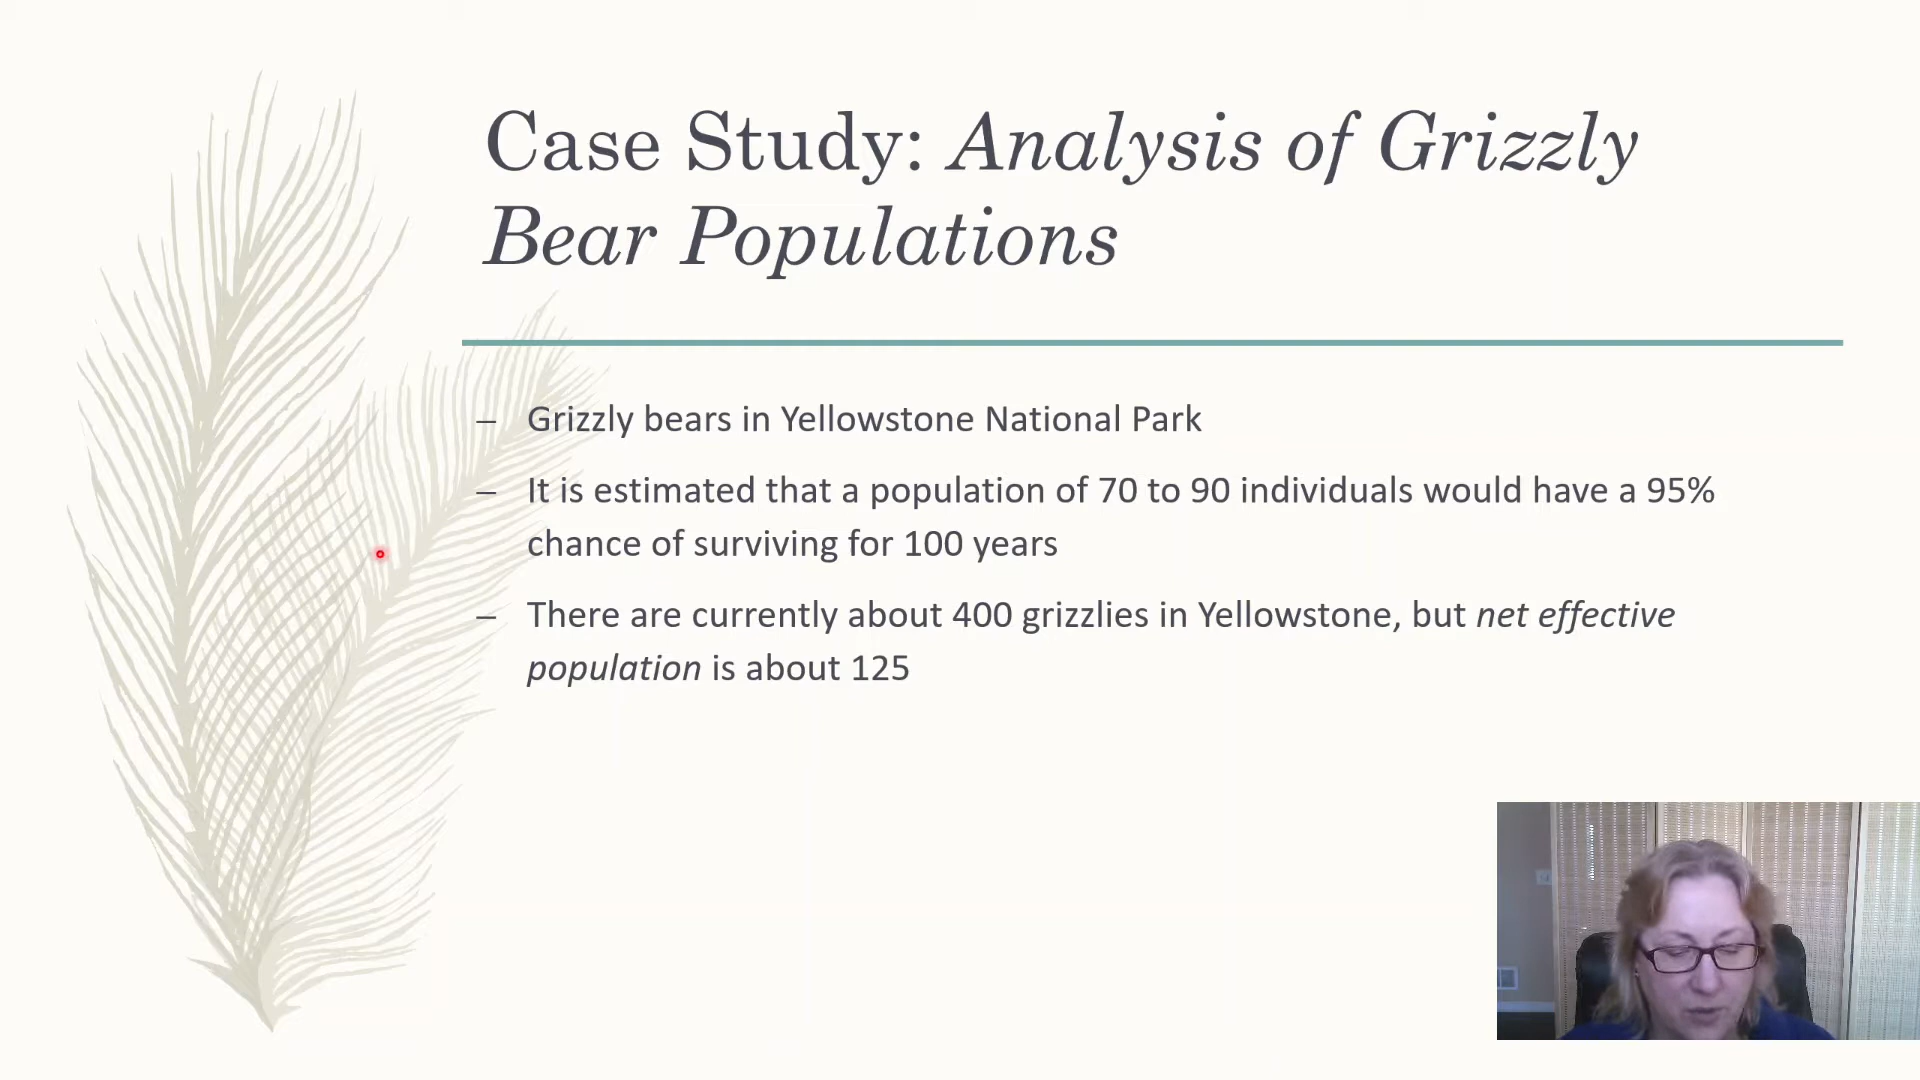 Case Study: Analysis of Grizzly
Bear Populations
– Grizzly bears in Yellowstone National Park
– It is estimated that a population of 70 to 90 individuals would have a 95%
chance of surviving for 100 years
– There are currently about 400 grizzlies in Yellowstone, but net effective
population is about 125